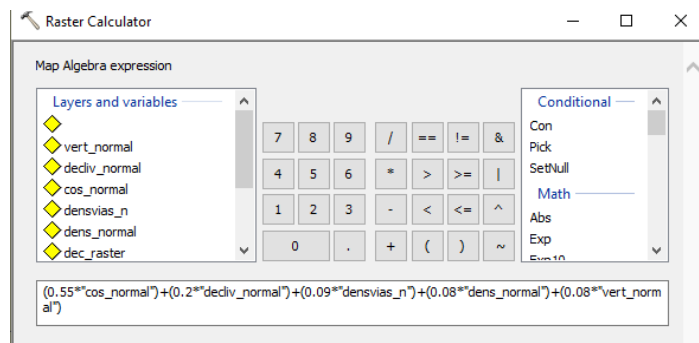 Raster Calculator
Map Algebra expression
Layers and variables
vert_normal
decliv_normal
cos_normal
densvias_n
dens_normal
dec_raster
7 8 9 / == != &
4 5 6 * > >= |
1 2 3 - < <= ^
0 . + ( ) ~
Conditional
Con
Pick
SetNull
Math
Abs
Exp
Exp10
(0.55*"cos_normal")+(0.2*"decliv_normal")+(0.09*"densvias_n")+(0.08*"dens_normal")+(0.08*"vert_norm
al")